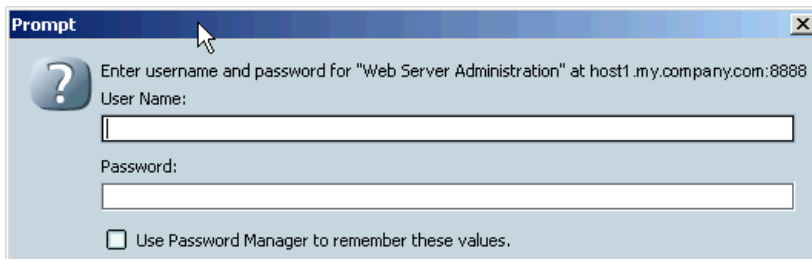 Prompt
Enter username and password for "Web Server Administration" at host1.my.company.com:8888
User Name:
Password:
Use Password Manager to remember these values.